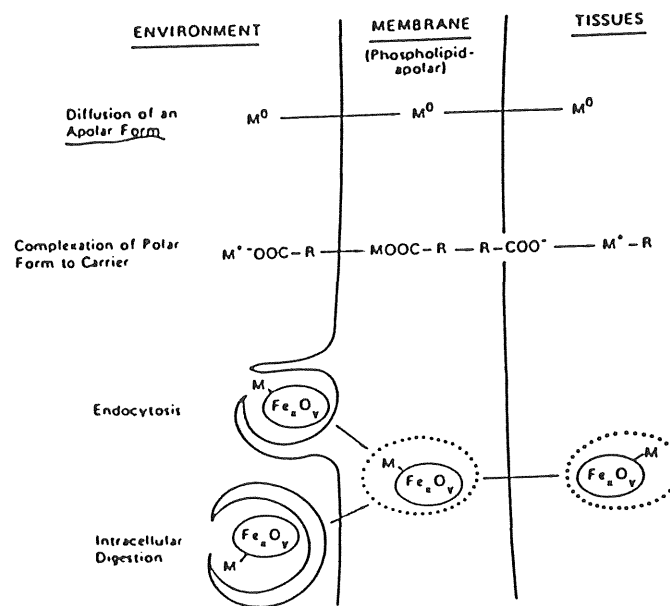 ENVIRONMENT MEMBRANE TISSUES
(Phospholipid-
apolar)
Diffusion of an
Apolar Form
M⁰ M⁰ M⁰
Complexation of Polar
Form to Carrier
M⁺ ⁻OOC–R MOOC–R R–COO⁻ M⁺–R
Endocytosis
M
FeₓOᵧ
M
FeₓOᵧ
M
FeₓOᵧ
Intracellular
Digestion
FeₓOᵧ
M